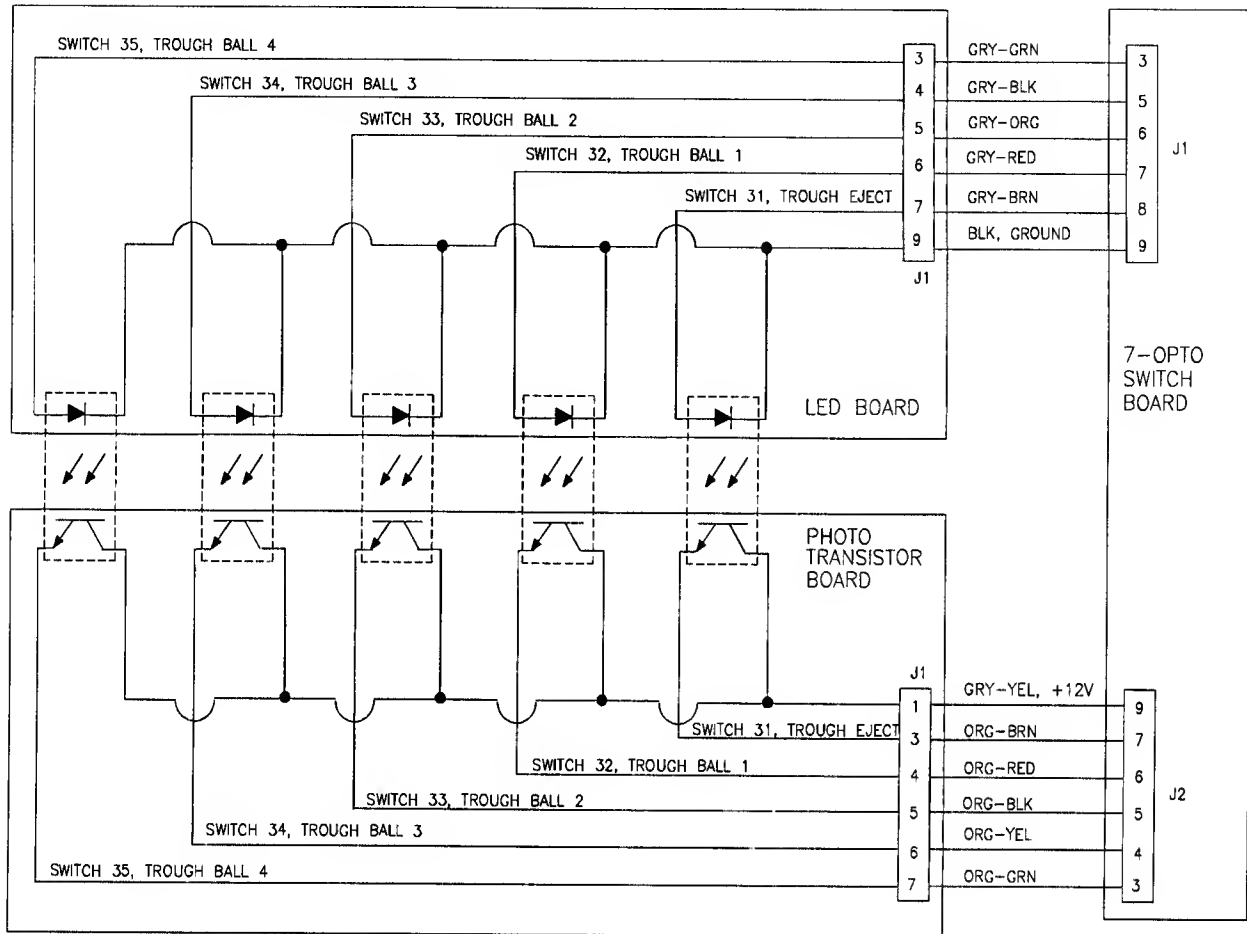 SWITCH 35, TROUGH BALL 4
SWITCH 34, TROUGH BALL 3
SWITCH 33, TROUGH BALL 2
SWITCH 32, TROUGH BALL 1
SWITCH 31, TROUGH EJECT
3
4
5
6
7
9
J1
GRY-GRN
GRY-BLK
GRY-ORG
GRY-RED
GRY-BRN
BLK, GROUND
3
5
6
7
8
9
J1
LED BOARD
7-OPTO
SWITCH
BOARD
PHOTO
TRANSISTOR
BOARD
J1
1
3
4
5
6
7
GRY-YEL, +12V
ORG-BRN
ORG-RED
ORG-BLK
ORG-YEL
ORG-GRN
9
7
6
5
4
3
J2
SWITCH 31, TROUGH EJECT
SWITCH 32, TROUGH BALL 1
SWITCH 33, TROUGH BALL 2
SWITCH 34, TROUGH BALL 3
SWITCH 35, TROUGH BALL 4